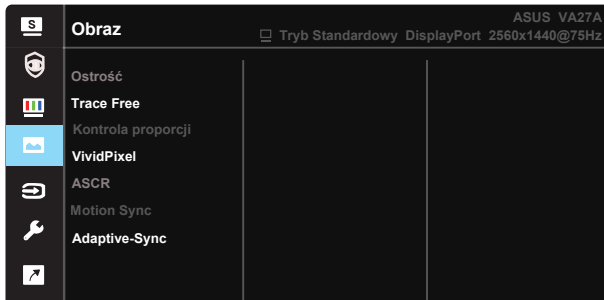 S
Obraz
ASUS VA27A
Tryb Standardowy DisplayPort 2560x1440@75Hz
Ostrość
Trace Free
Kontrola proporcji
VividPixel
ASCR
Motion Sync
Adaptive-Sync